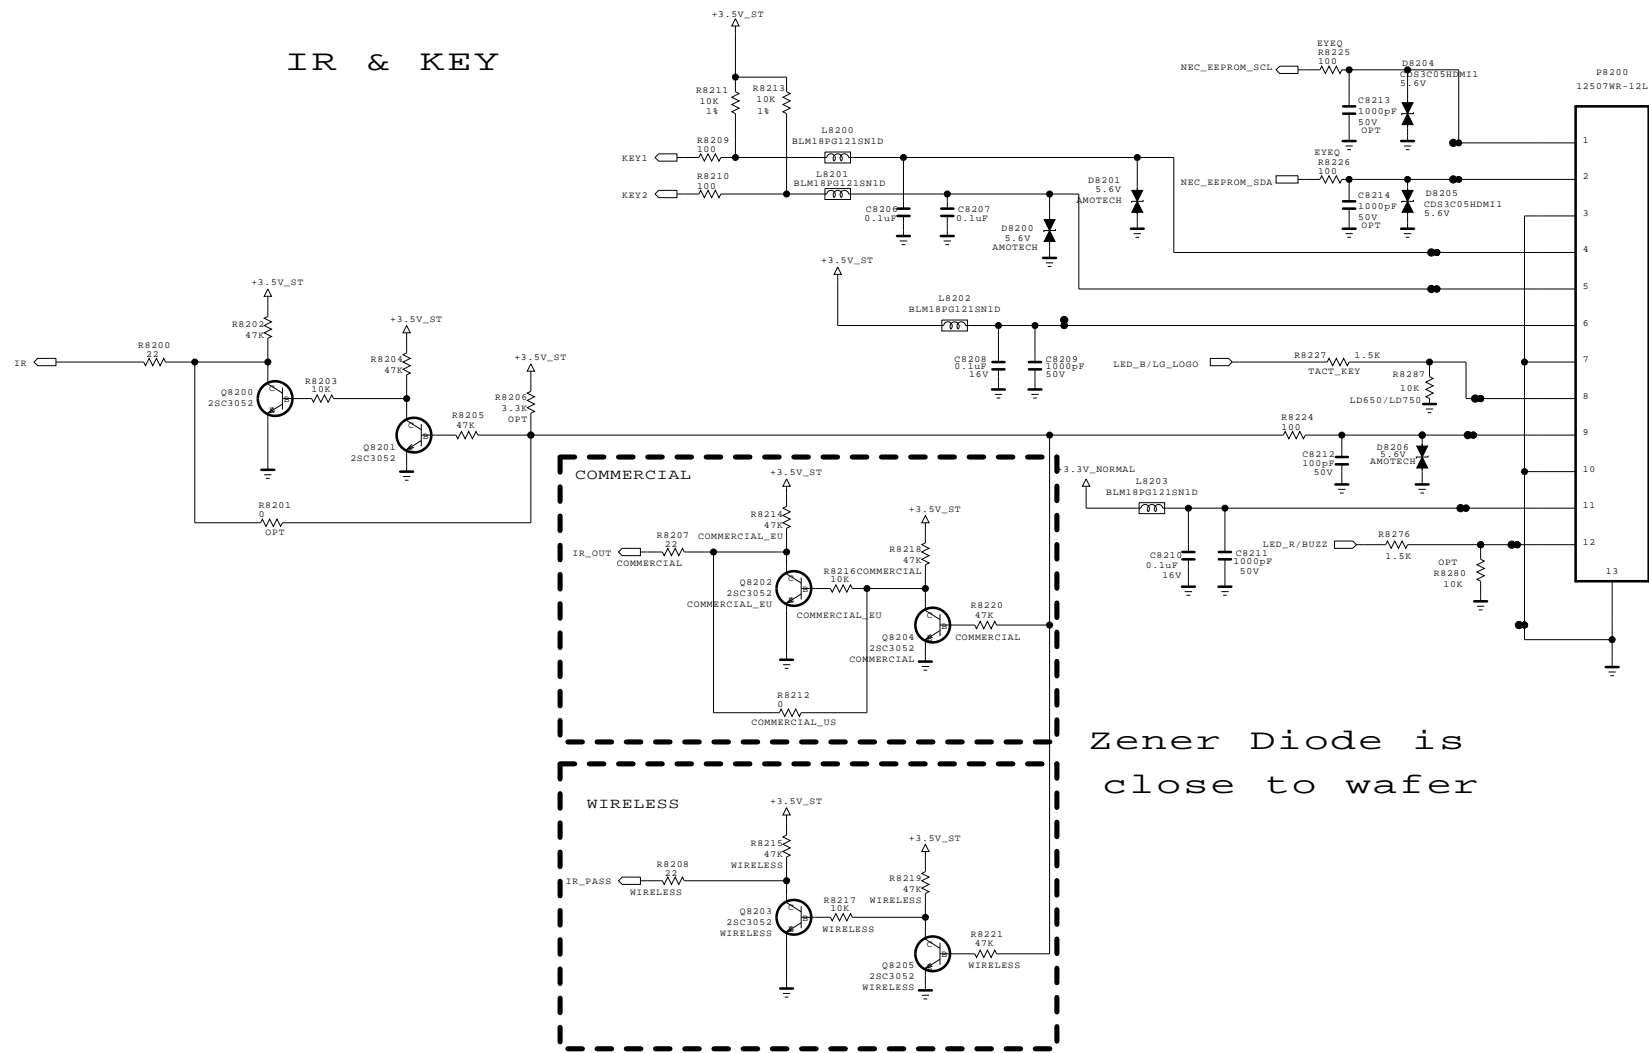 IR & KEY
+3.5V_ST
R8211
10K
1%
R8213
10K
1%
KEY1
R8209
100
L8200
BLM18PG121SN1D
KEY2
R8210
100
L8201
BLM18PG121SN1D
C8206
0.1uF
C8207
0.1uF
D8200
5.6V
AMOTECH
D8201
5.6V
AMOTECH
NEC_EEPROM_SCL
EYEQ
R8225
100
D8204
CDS3C05HDMI1
5.6V
C8213
1000pF
50V
OPT
NEC_EEPROM_SDA
EYEQ
R8226
100
C8214
1000pF
50V
OPT
D8205
CDS3C05HDMI1
5.6V
P8200
12507WR-12L
1
2
3
4
5
6
7
8
9
10
11
12
13
+3.5V_ST
L8202
BLM18PG121SN1D
C8208
0.1uF
16V
C8209
1000pF
50V
LED_B/LG_LOGO
R8227
1.5K
TACT_KEY
R8287
10K
LD650/LD750
R8224
100
C8212
100pF
50V
D8206
5.6V
AMOTECH
+3.3V_NORMAL
L8203
BLM18PG121SN1D
C8210
0.1uF
16V
C8211
1000pF
50V
LED_R/BUZZ
R8276
1.5K
OPT
R8280
10K
IR
R8200
22
+3.5V_ST
R8202
47K
Q8200
2SC3052
C
B
E
R8203
10K
+3.5V_ST
R8204
47K
Q8201
2SC3052
C
B
E
R8205
47K
+3.5V_ST
R8206
3.3K
OPT
R8201
0
OPT
COMMERCIAL
+3.5V_ST
R8214
47K
COMMERCIAL_EU
IR_OUT
R8207
22
COMMERCIAL
Q8202
2SC3052
COMMERCIAL_EU
C
B
E
R8216
10K
COMMERCIAL_EU
+3.5V_ST
R8218
47K
COMMERCIAL
Q8204
2SC3052
COMMERCIAL
C
B
E
R8220
47K
COMMERCIAL
R8212
0
COMMERCIAL_US
Zener Diode is
close to wafer
WIRELESS
+3.5V_ST
R8215
47K
WIRELESS
IR_PASS
R8208
22
WIRELESS
Q8203
2SC3052
WIRELESS
C
B
E
R8217
10K
WIRELESS
+3.5V_ST
R8219
47K
WIRELESS
Q8205
2SC3052
WIRELESS
C
B
E
R8221
47K
WIRELESS